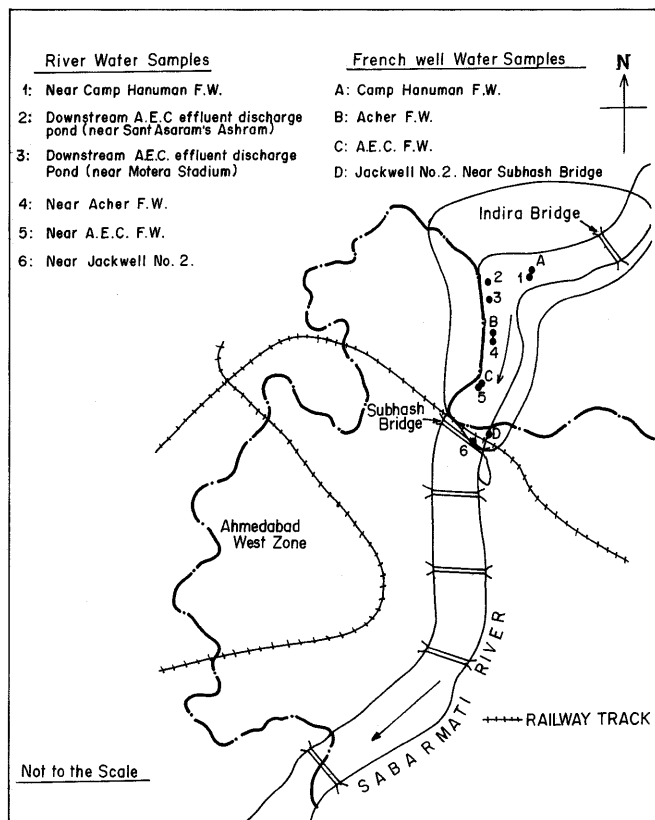 River Water Samples
1: Near Camp Hanuman F.W.
2: Downstream A.E.C effluent discharge
pond (near Sant Asaram's Ashram)
3: Downstream A.E.C. effluent discharge
Pond (near Motera Stadium)
4: Near Acher F.W.
5: Near A.E.C. F.W.
6: Near Jackwell No. 2.
French well Water Samples
A: Camp Hanuman F.W.
B: Acher F.W.
C: A.E.C. F.W.
D: Jackwell No. 2. Near Subhash Bridge
N
Indira Bridge
A
1
2
3
B
4
C
5
Subhash
Bridge
D
6
Ahmedabad
West Zone
SABARMATI RIVER
RAILWAY TRACK
Not to the Scale